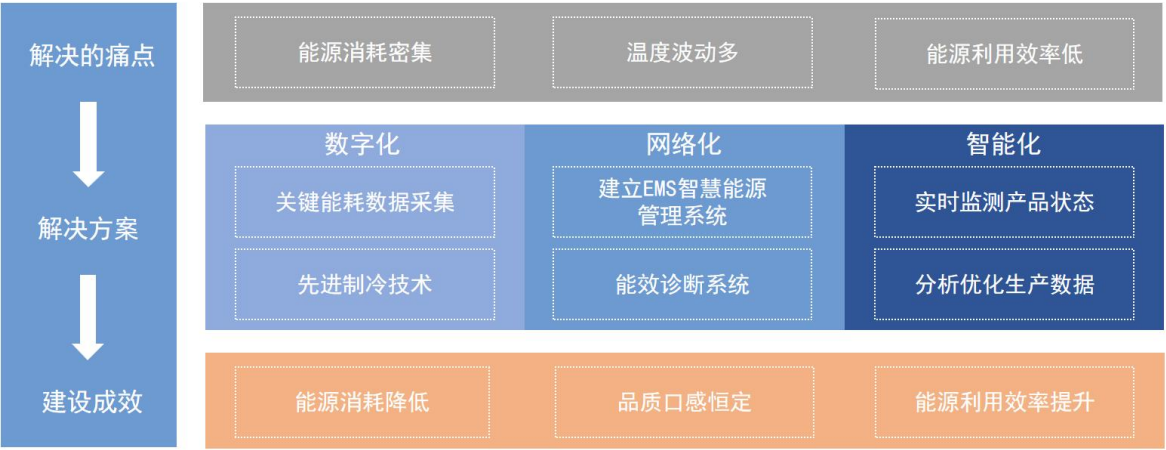 解决的痛点
能源消耗密集
温度波动多
能源利用效率低
解决方案
数字化
网络化
智能化
关键能耗数据采集
建立EMS智慧能源
管理系统
实时监测产品状态
先进制冷技术
能效诊断系统
分析优化生产数据
建设成效
能源消耗降低
品质口感恒定
能源利用效率提升